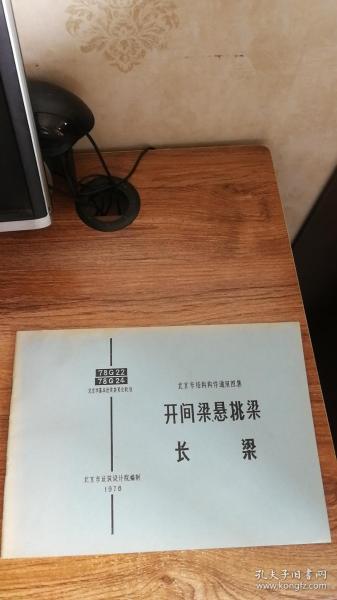 78G22
78G24
北京市结构构件通用图集
开间梁悬挑梁
长 梁
北京市建筑设计院编制
1978
孔夫子旧书网